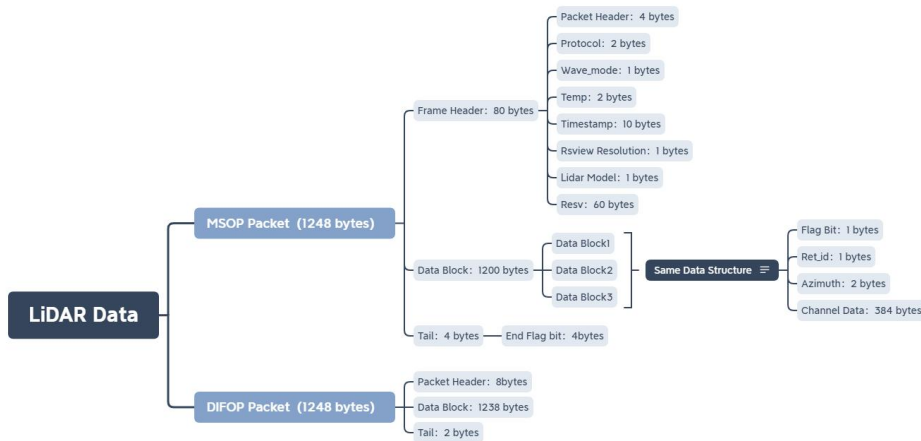 LiDAR Data
MSOP Packet (1248 bytes)
Frame Header: 80 bytes
Packet Header: 4 bytes
Protocol: 2 bytes
Wave_mode: 1 bytes
Temp: 2 bytes
Timestamp: 10 bytes
Rsview Resolution: 1 bytes
Lidar Model: 1 bytes
Resv: 60 bytes
Data Block: 1200 bytes
Data Block1
Data Block2
Data Block3
Same Data Structure
Flag Bit: 1 bytes
Ret_id: 1 bytes
Azimuth: 2 bytes
Channel Data: 384 bytes
Tail: 4 bytes
End Flag bit: 4bytes
DIFOP Packet (1248 bytes)
Packet Header: 8bytes
Data Block: 1238 bytes
Tail: 2 bytes